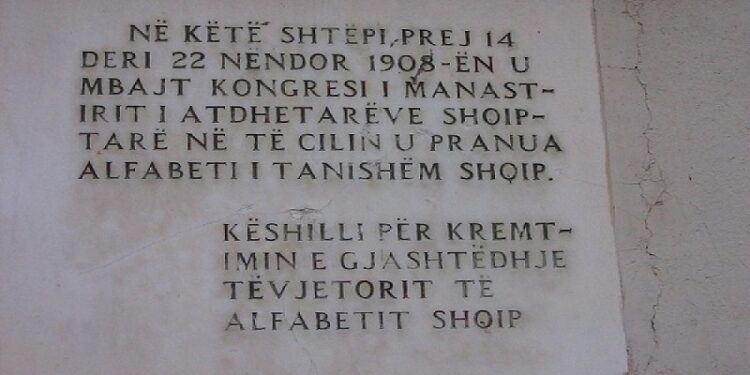 NË KËTË SHTËPI, PREJ 14
DERI 22 NËNDOR 1908-ËN U
MBAJT KONGRESI I MANAST-
IRIT I ATDHETARËVE SHQIP-
TARË NË TË CILIN U PRANUA
ALFABETI I TANISHËM SHQIP.
KËSHILLI PËR KREMT-
IMIN E GJASHTËDHJE
TËVJETORIT TË
ALFABETIT SHQIP